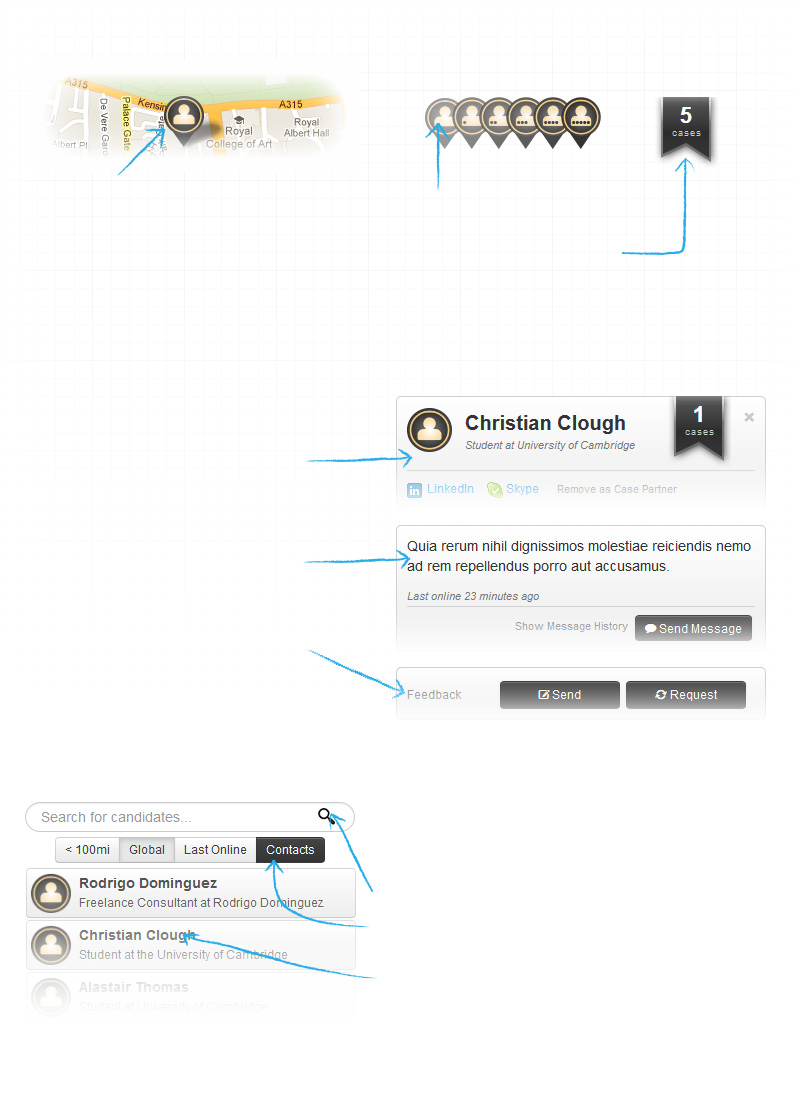 A315
Kensin
A315
De Vere Gard
Palace Gate
Royal
College of Art
Royal
Albert Hall
Albert Pl
5
cases
Christian Clough
Student at University of Cambridge
1
cases
×
in LinkedIn Skype Remove as Case Partner
Quia rerum nihil dignissimos molestiae reiciendis nemo
ad rem repellendus porro aut accusamus.
Last online 23 minutes ago
Show Message History Send Message
Feedback Send Request
Search for candidates...
< 100mi Global Last Online Contacts
Rodrigo Dominguez
Freelance Consultant at Rodrigo Dominguez
Christian Clough
Student at the University of Cambridge
Alastair Thomas
Student at University of Cambridge